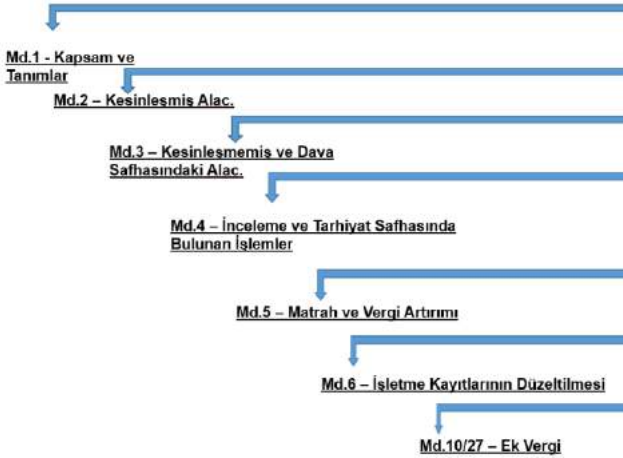 Md.1 - Kapsam ve
Tanımlar
Md.2 – Kesinleşmiş Alac.
Md.3 – Kesinleşmemiş ve Dava
Safhasındaki Alac.
Md.4 – İnceleme ve Tarhiyat Safhasında
Bulunan İşlemler
Md.5 – Matrah ve Vergi Artırımı
Md.6 – İşletme Kayıtlarının Düzeltilmesi
Md.10/27 – Ek Vergi